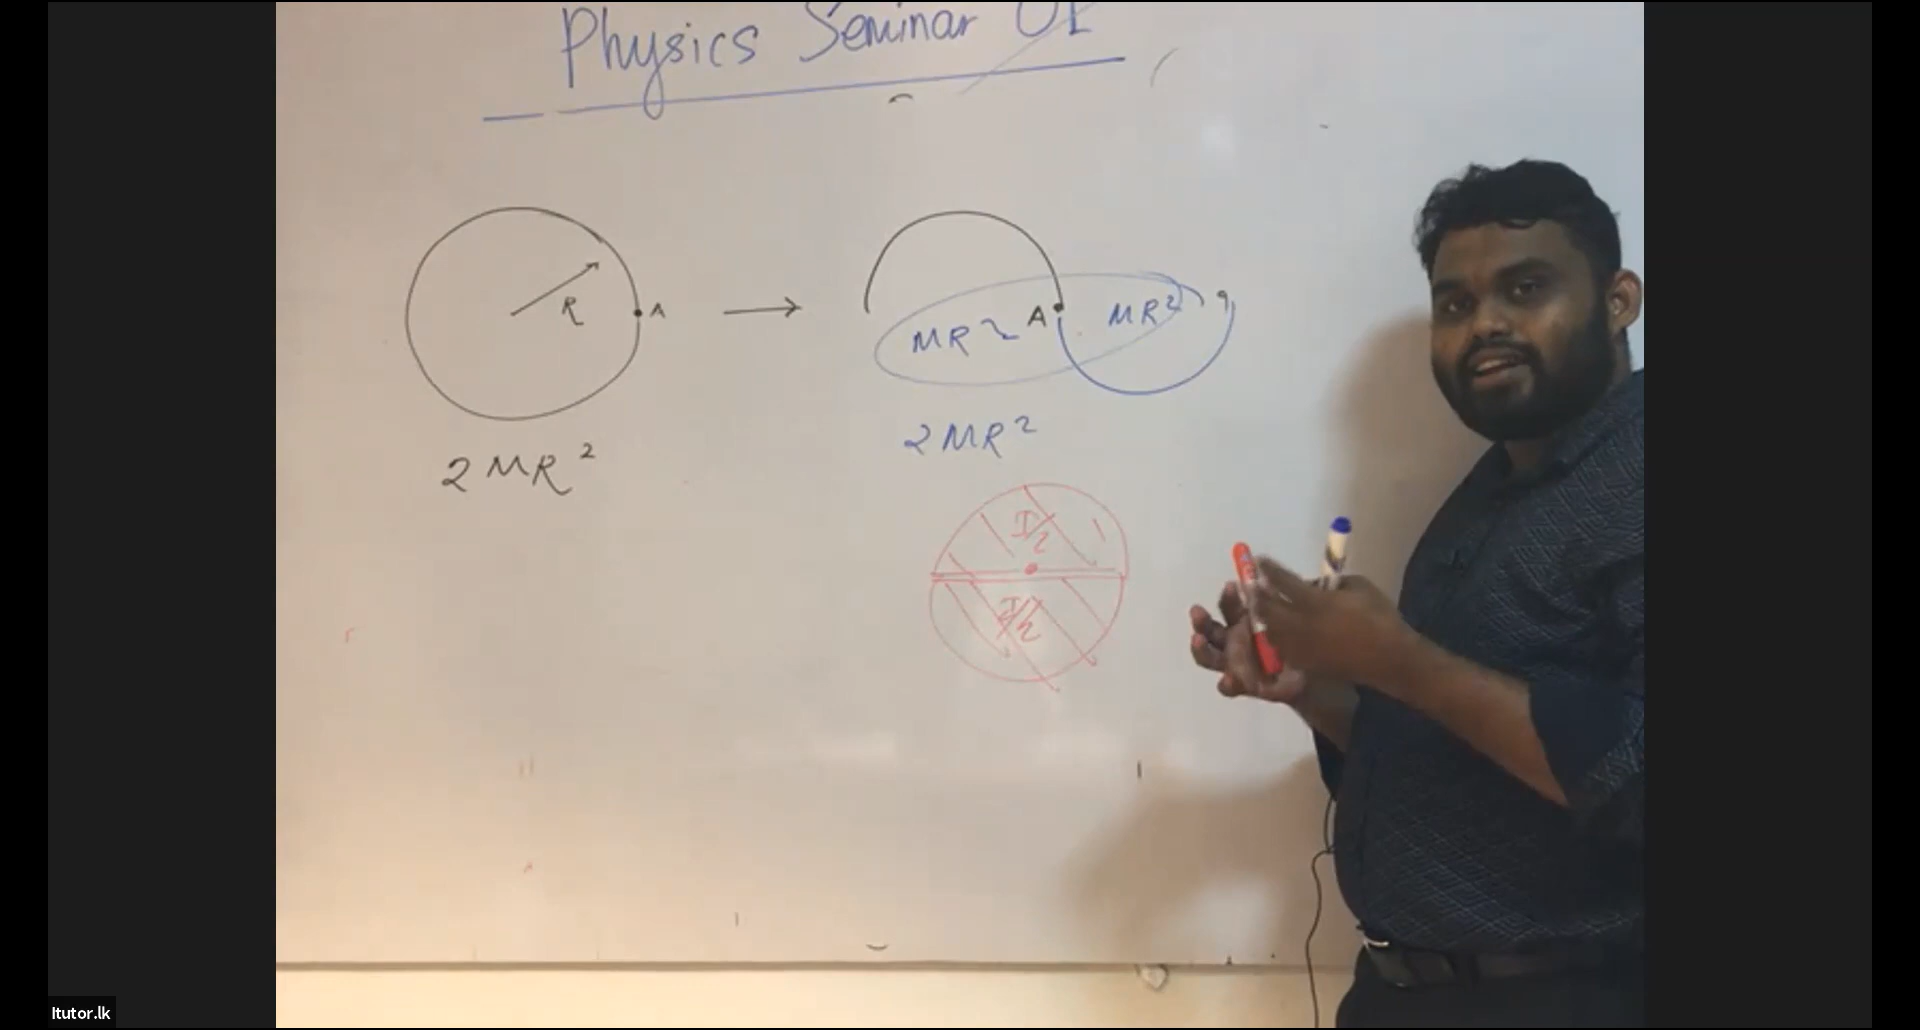 Physics Seminar 01
R
A
A
MR²
MR²
2MR²
2MR²
I/2
I/2
Itutor.lk